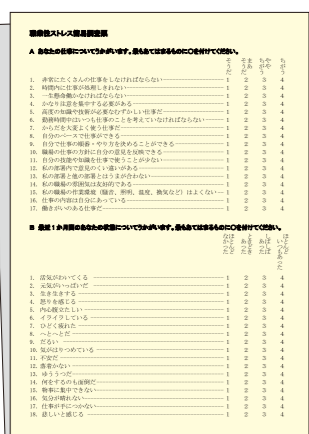 職業性ストレス簡易調査票
A あなたの仕事についてうかがいます。最もあてはまるものに○を付けてください。
そうだ まあそうだ ややちがう ちがう
1. 非常にたくさんの仕事をしなければならない 1 2 3 4
2. 時間内に仕事が処理しきれない 1 2 3 4
3. 一生懸命働かなければならない 1 2 3 4
4. かなり注意を集中する必要がある 1 2 3 4
5. 高度の知識や技術が必要なむずかしい仕事だ 1 2 3 4
6. 勤務時間中はいつも仕事のことを考えていなければならない 1 2 3 4
7. からだを大変よく使う仕事だ 1 2 3 4
8. 自分のペースで仕事ができる 1 2 3 4
9. 自分で仕事の順番・やり方を決めることができる 1 2 3 4
10. 職場の仕事の方針に自分の意見を反映できる 1 2 3 4
11. 自分の技能や知識を仕事で使うことが少ない 1 2 3 4
12. 私の部署内で意見のくい違いがある 1 2 3 4
13. 私の部署と他の部署とはうまが合わない 1 2 3 4
14. 私の職場の雰囲気は友好的である 1 2 3 4
15. 私の職場の作業環境(騒音、照明、温度、換気など)はよくない 1 2 3 4
16. 仕事の内容は自分にあっている 1 2 3 4
17. 働きがいのある仕事だ 1 2 3 4
B 最近1か月間のあなたの状態についてうかがいます。最もあてはまるものに○を付けてください。
ほとんどなかった ときどきあった しばしばあった ほとんどいつもあった
1. 活気がわいてくる 1 2 3 4
2. 元気がいっぱいだ 1 2 3 4
3. 生き生きする 1 2 3 4
4. 怒りを感じる 1 2 3 4
5. 内心腹立たしい 1 2 3 4
6. イライラしている 1 2 3 4
7. ひどく疲れた 1 2 3 4
8. へとへとだ 1 2 3 4
9. だるい 1 2 3 4
10. 気がはりつめている 1 2 3 4
11. 不安だ 1 2 3 4
12. 落着かない 1 2 3 4
13. ゆううつだ 1 2 3 4
14. 何をするのも面倒だ 1 2 3 4
15. 物事に集中できない 1 2 3 4
16. 気分が晴れない 1 2 3 4
17. 仕事が手につかない 1 2 3 4
18. 悲しいと感じる 1 2 3 4